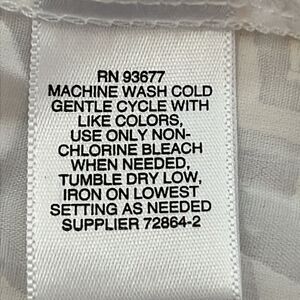 RN 93677
MACHINE WASH COLD
GENTLE CYCLE WITH
LIKE COLORS,
USE ONLY NON-
CHLORINE BLEACH
WHEN NEEDED,
TUMBLE DRY LOW,
IRON ON LOWEST
SETTING AS NEEDED
SUPPLIER 72864-2